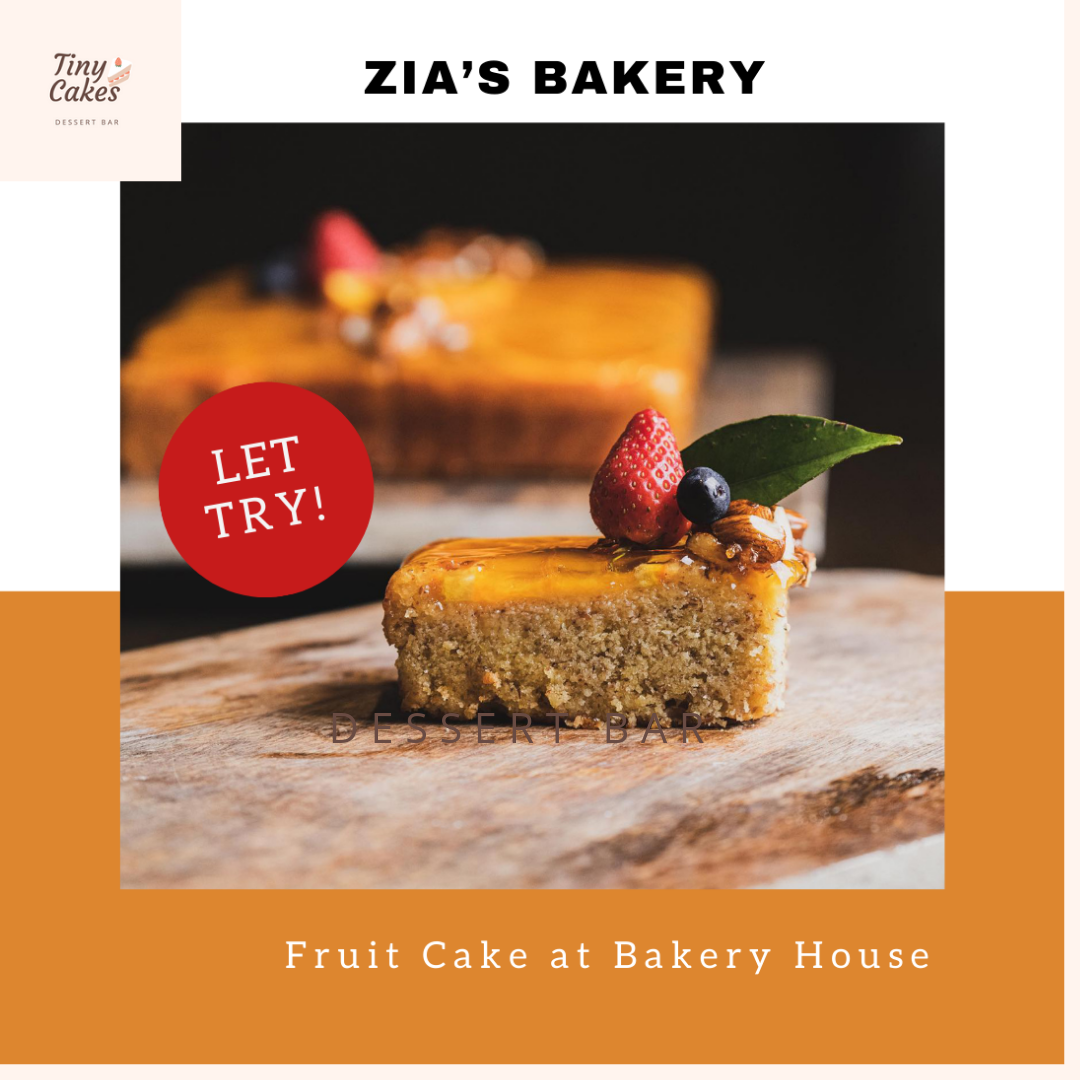 Tiny
Cakes
DESSERT BAR
ZIA’S BAKERY
LET
TRY!
DESSERT BAR
Fruit Cake at Bakery House